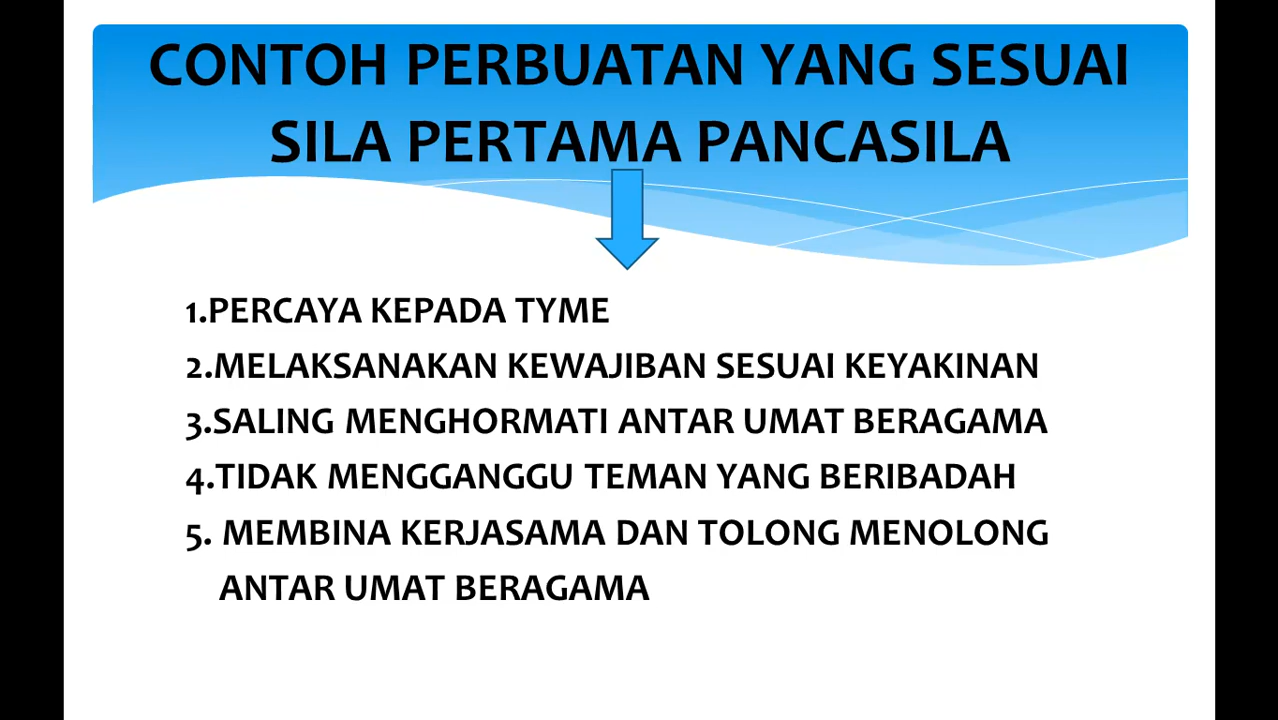 CONTOH PERBUATAN YANG SESUAI
SILA PERTAMA PANCASILA
1.PERCAYA KEPADA TYME
2.MELAKSANAKAN KEWAJIBAN SESUAI KEYAKINAN
3.SALING MENGHORMATI ANTAR UMAT BERAGAMA
4.TIDAK MENGGANGGU TEMAN YANG BERIBADAH
5. MEMBINA KERJASAMA DAN TOLONG MENOLONG
ANTAR UMAT BERAGAMA